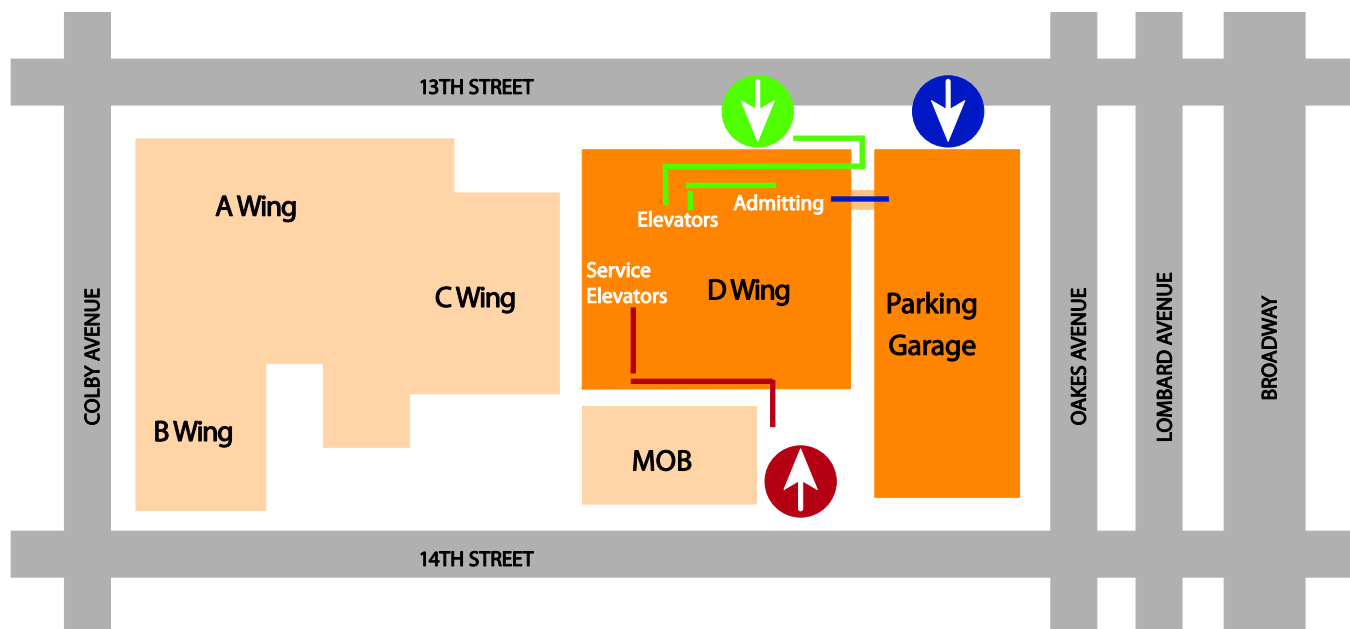 13TH STREET
A Wing
Elevators
Admitting
Service
Elevators
C Wing
D Wing
Parking
Garage
COLBY AVENUE
OAKES AVENUE
LOMBARD AVENUE
BROADWAY
B Wing
MOB
14TH STREET